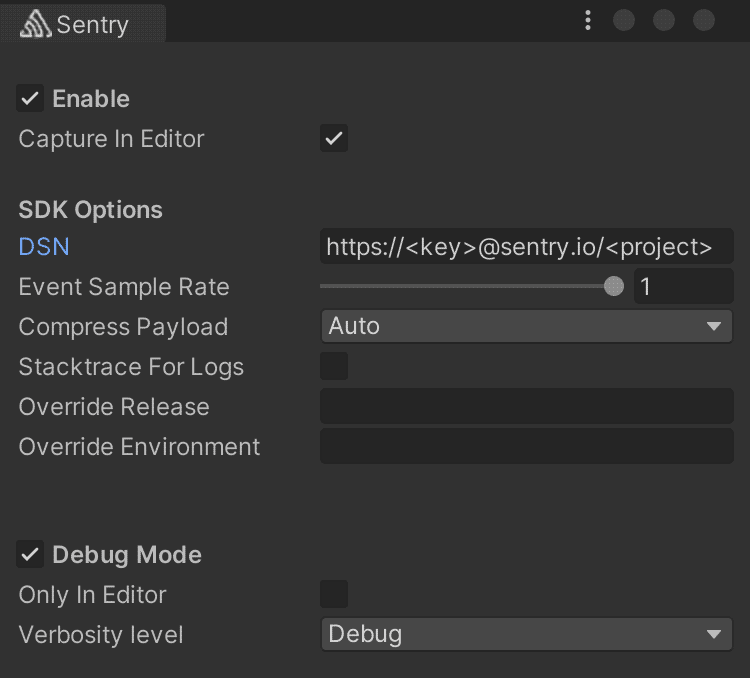 Sentry
Enable
Capture In Editor
SDK Options
DSN https://<key>@sentry.io/<project>
Event Sample Rate 1
Compress Payload Auto
Stacktrace For Logs
Override Release
Override Environment
Debug Mode
Only In Editor
Verbosity level Debug